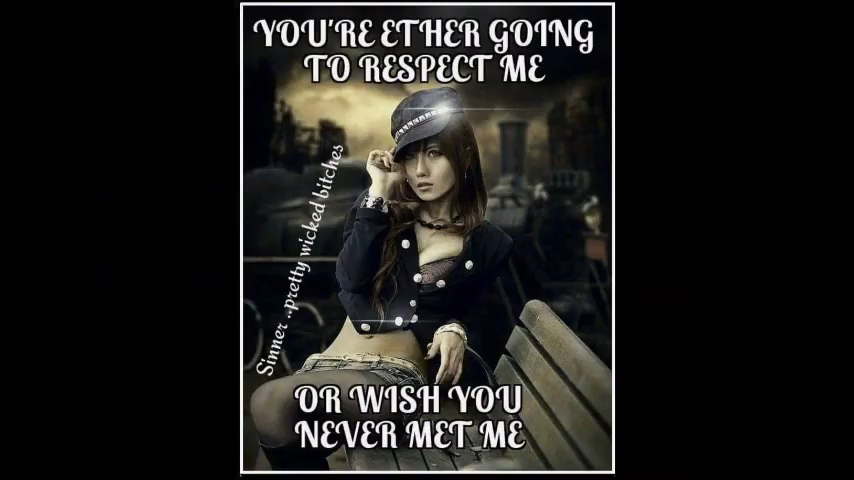 YOU'RE ETHER GOING
TO RESPECT ME
Sinner ..pretty wicked bitches
OR WISH YOU
NEVER MET ME